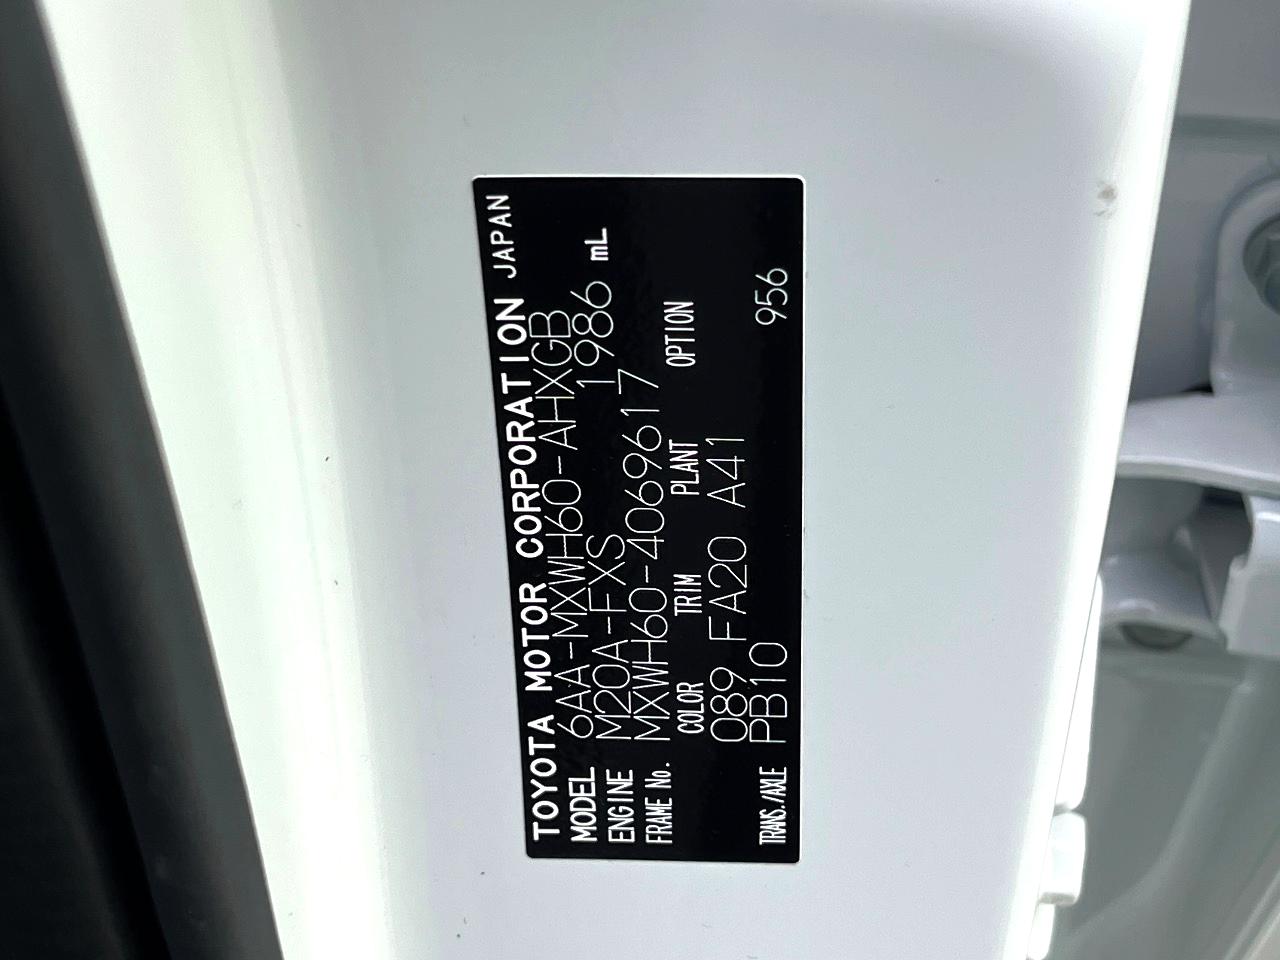 TOYOTA MOTOR CORPORATION JAPAN
MODEL 6AA-MXWH60-AHXGB
ENGINE M20A-FXS 1986 mL
FRAME No. MXWH60-4069617
COLOR TRIM PLANT OPTION
089 FA20 A41
TRANS./AXLE PB10 956